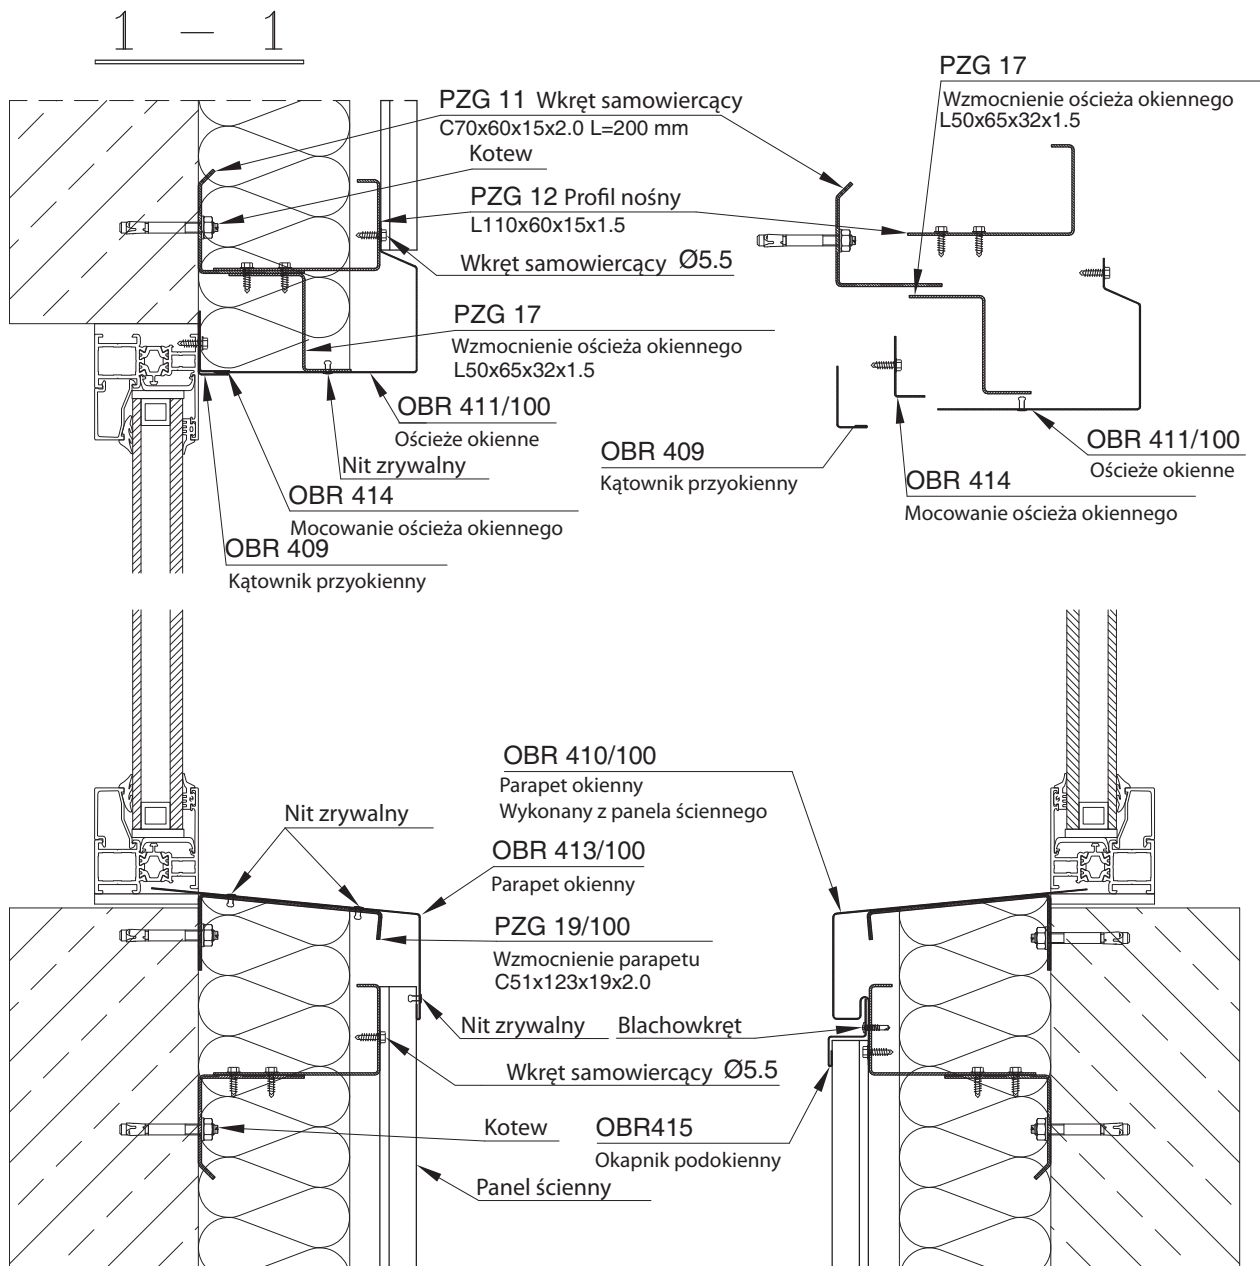 1 — 1
PZG 11 Wkręt samowiercący
C70x60x15x2.0 L=200 mm
Kotew
PZG 12 Profil nośny
L110x60x15x1.5
Wkręt samowiercący Ø5.5
PZG 17
Wzmocnienie ościeża okiennego
L50x65x32x1.5
OBR 411/100
Ościeże okienne
Nit zrywalny
OBR 414
Mocowanie ościeża okiennego
OBR 409
Kątownik przyokienny
PZG 17
Wzmocnienie ościeża okiennego
L50x65x32x1.5
OBR 409
Kątownik przyokienny
OBR 411/100
Ościeże okienne
OBR 414
Mocowanie ościeża okiennego
OBR 410/100
Parapet okienny
Wykonany z panela ściennego
Nit zrywalny
OBR 413/100
Parapet okienny
PZG 19/100
Wzmocnienie parapetu
C51x123x19x2.0
Nit zrywalny
Blachowkręt
Wkręt samowiercący Ø5.5
Kotew
OBR415
Okapnik podokienny
Panel ścienny